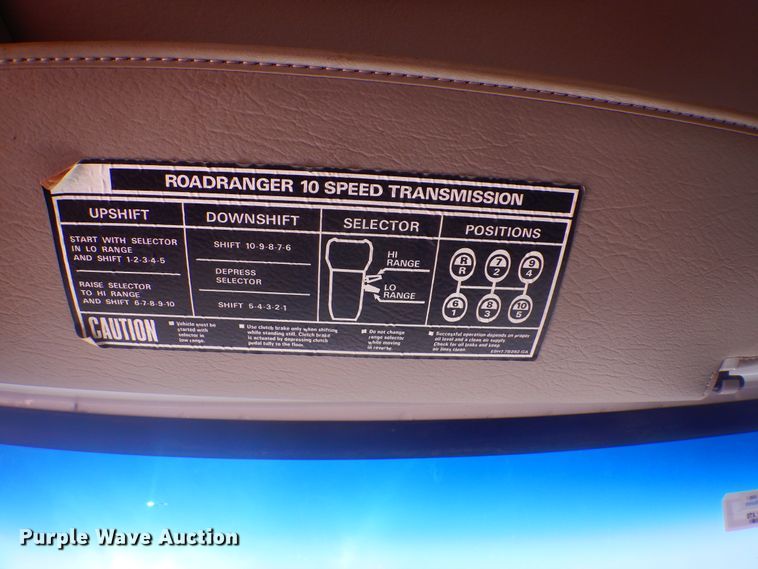 ROADRANGER 10 SPEED TRANSMISSION
UPSHIFT
START WITH SELECTOR
IN LO RANGE
AND SHIFT 1-2-3-4-5
RAISE SELECTOR
TO HI RANGE
AND SHIFT 6-7-8-9-10
DOWNSHIFT
SHIFT 10-9-8-7-6
DEPRESS
SELECTOR
SHIFT 5-4-3-2-1
SELECTOR
HI
RANGE
LO
RANGE
POSITIONS
R 7 9
R 2 4
6 8 10
1 3 5
CAUTION
Vehicle must be
started with
selector in
low range.
Use clutch brake only when shifting
while standing still. Clutch brake
is actuated by depressing clutch
pedal fully to the floor.
Do not change
range selector
while moving
in reverse.
Successful operation depends on proper
oil level and a clean air supply
Check for oil leaks and keep
air lines clean.
Purple Wave Auction